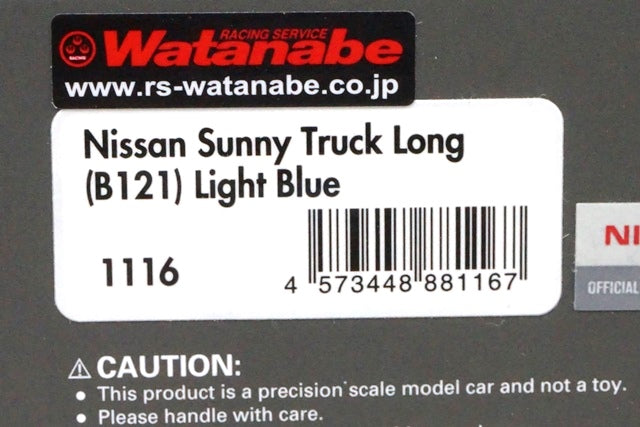 RACING SERVICE
RACING
Watanabe
www.rs-watanabe.co.jp
Nissan Sunny Truck Long
(B121) Light Blue
1116
4 573448 881167
NI
OFFICIAL
CAUTION:
• This product is a precision scale model car and not a toy.
• Please handle with care.